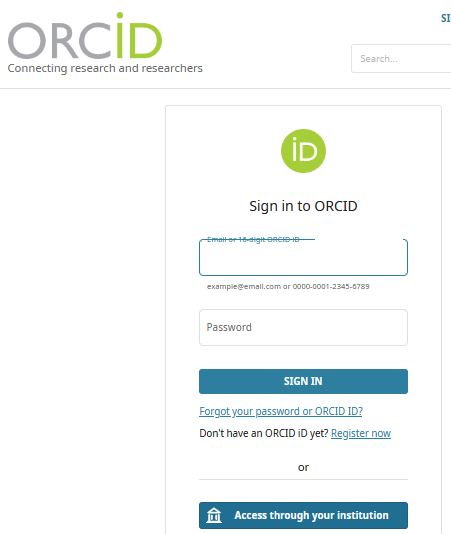 ORCID
Connecting research and researchers
Search...
iD
Sign in to ORCID
Email or 16-digit ORCID iD
example@email.com or 0000-0001-2345-6789
Password
SIGN IN
Forgot your password or ORCID ID?
Don't have an ORCID iD yet? Register now
or
Access through your institution